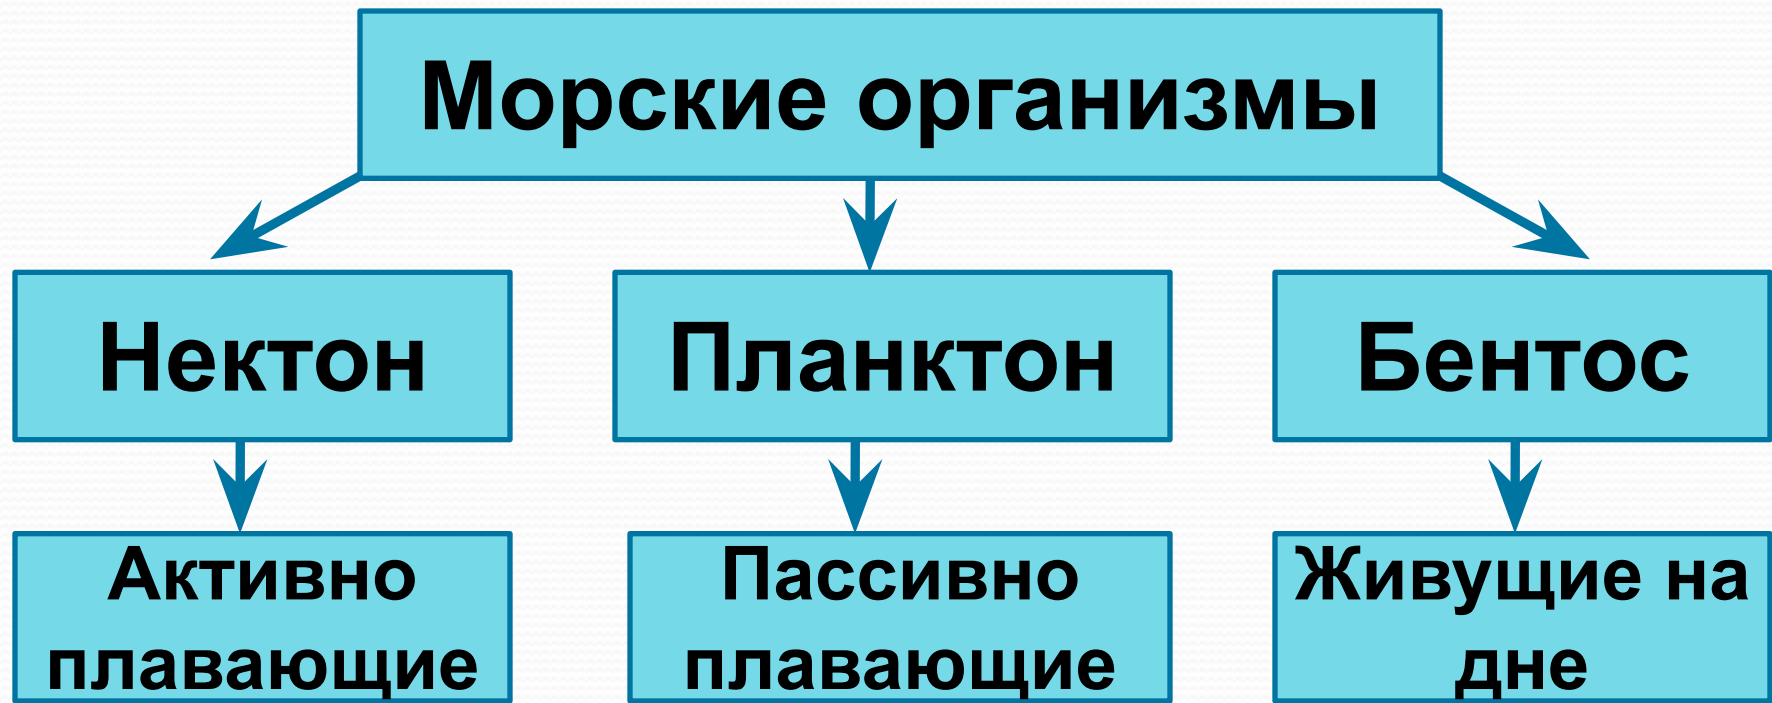 Морские организмы
Нектон
Планктон
Бентос
Активно
плавающие
Пассивно
плавающие
Живущие на
дне